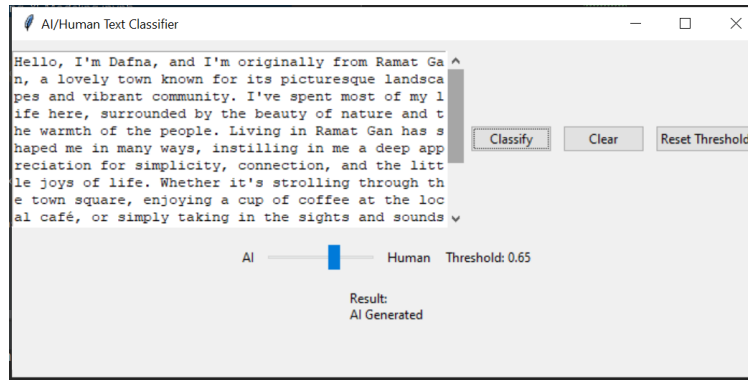 AI/Human Text Classifier
Hello, I'm Dafna, and I'm originally from Ramat Ga
n, a lovely town known for its picturesque landsca
pes and vibrant community. I've spent most of my l
ife here, surrounded by the beauty of nature and t
he warmth of the people. Living in Ramat Gan has s
haped me in many ways, instilling in me a deep app
reciation for simplicity, connection, and the litt
le joys of life. Whether it's strolling through th
e town square, enjoying a cup of coffee at the loc
al café, or simply taking in the sights and sounds
Classify Clear Reset Threshold
AI Human Threshold: 0.65
Result:
AI Generated